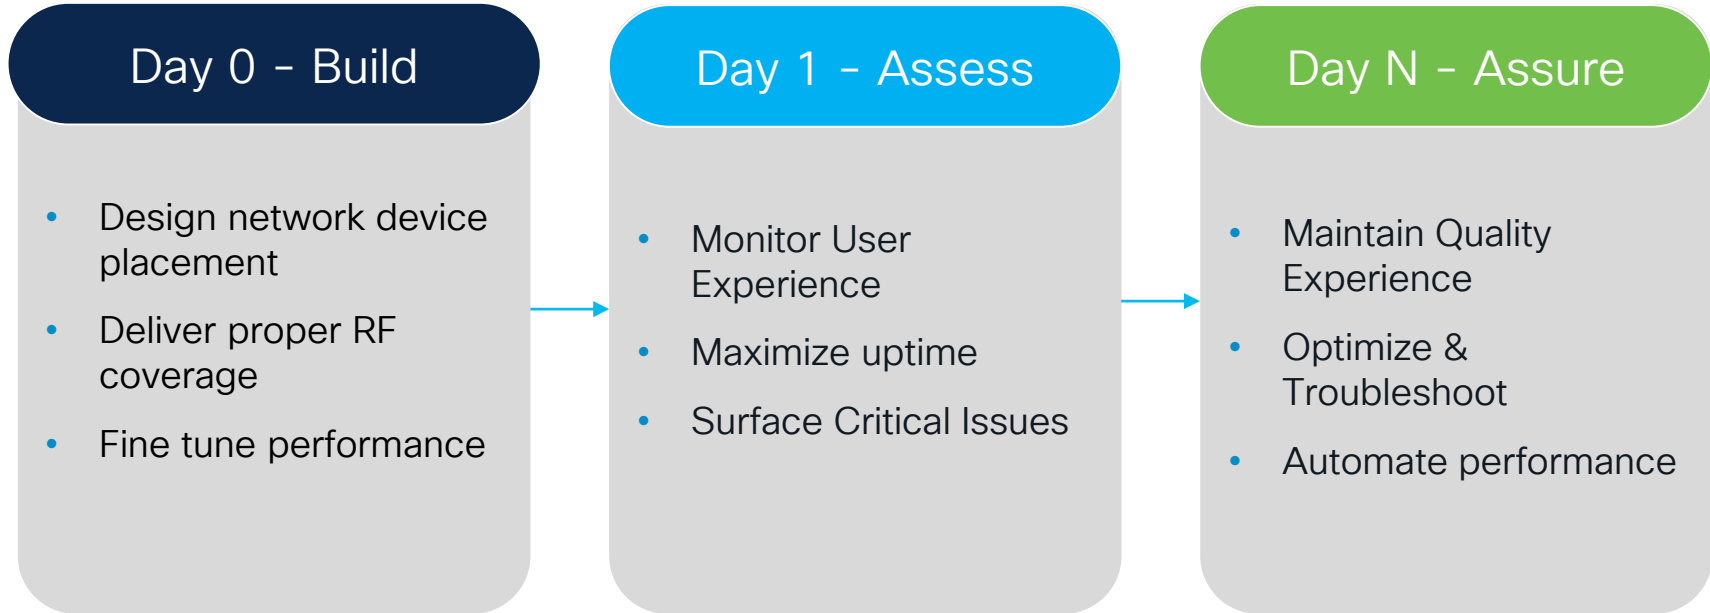 Day 0 - Build
• Design network device
placement
• Deliver proper RF
coverage
• Fine tune performance
Day 1 - Assess
• Monitor User
Experience
• Maximize uptime
• Surface Critical Issues
Day N - Assure
• Maintain Quality
Experience
• Optimize &
Troubleshoot
• Automate performance